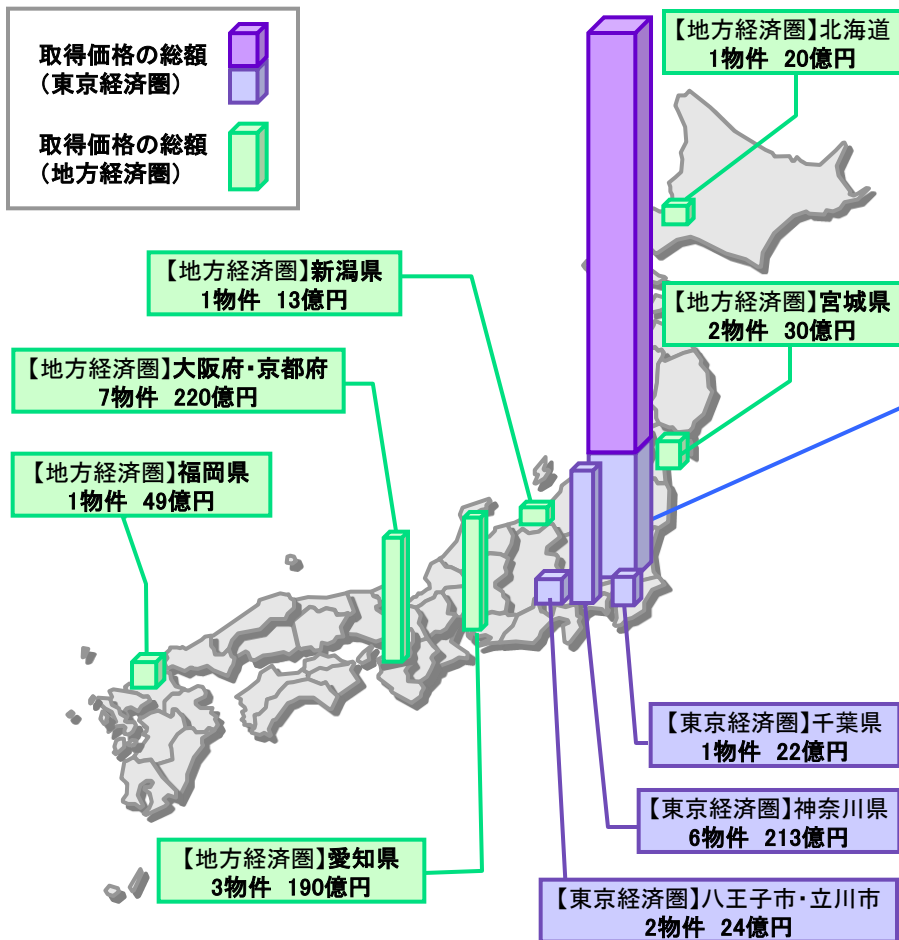 取得価格の総額
(東京経済圏)
取得価格の総額
(地方経済圏)
【地方経済圏】北海道
1物件 20億円
【地方経済圏】新潟県
1物件 13億円
【地方経済圏】宮城県
2物件 30億円
【地方経済圏】大阪府・京都府
7物件 220億円
【地方経済圏】福岡県
1物件 49億円
【東京経済圏】千葉県
1物件 22億円
【東京経済圏】神奈川県
6物件 213億円
【地方経済圏】愛知県
3物件 190億円
【東京経済圏】八王子市・立川市
2物件 24億円